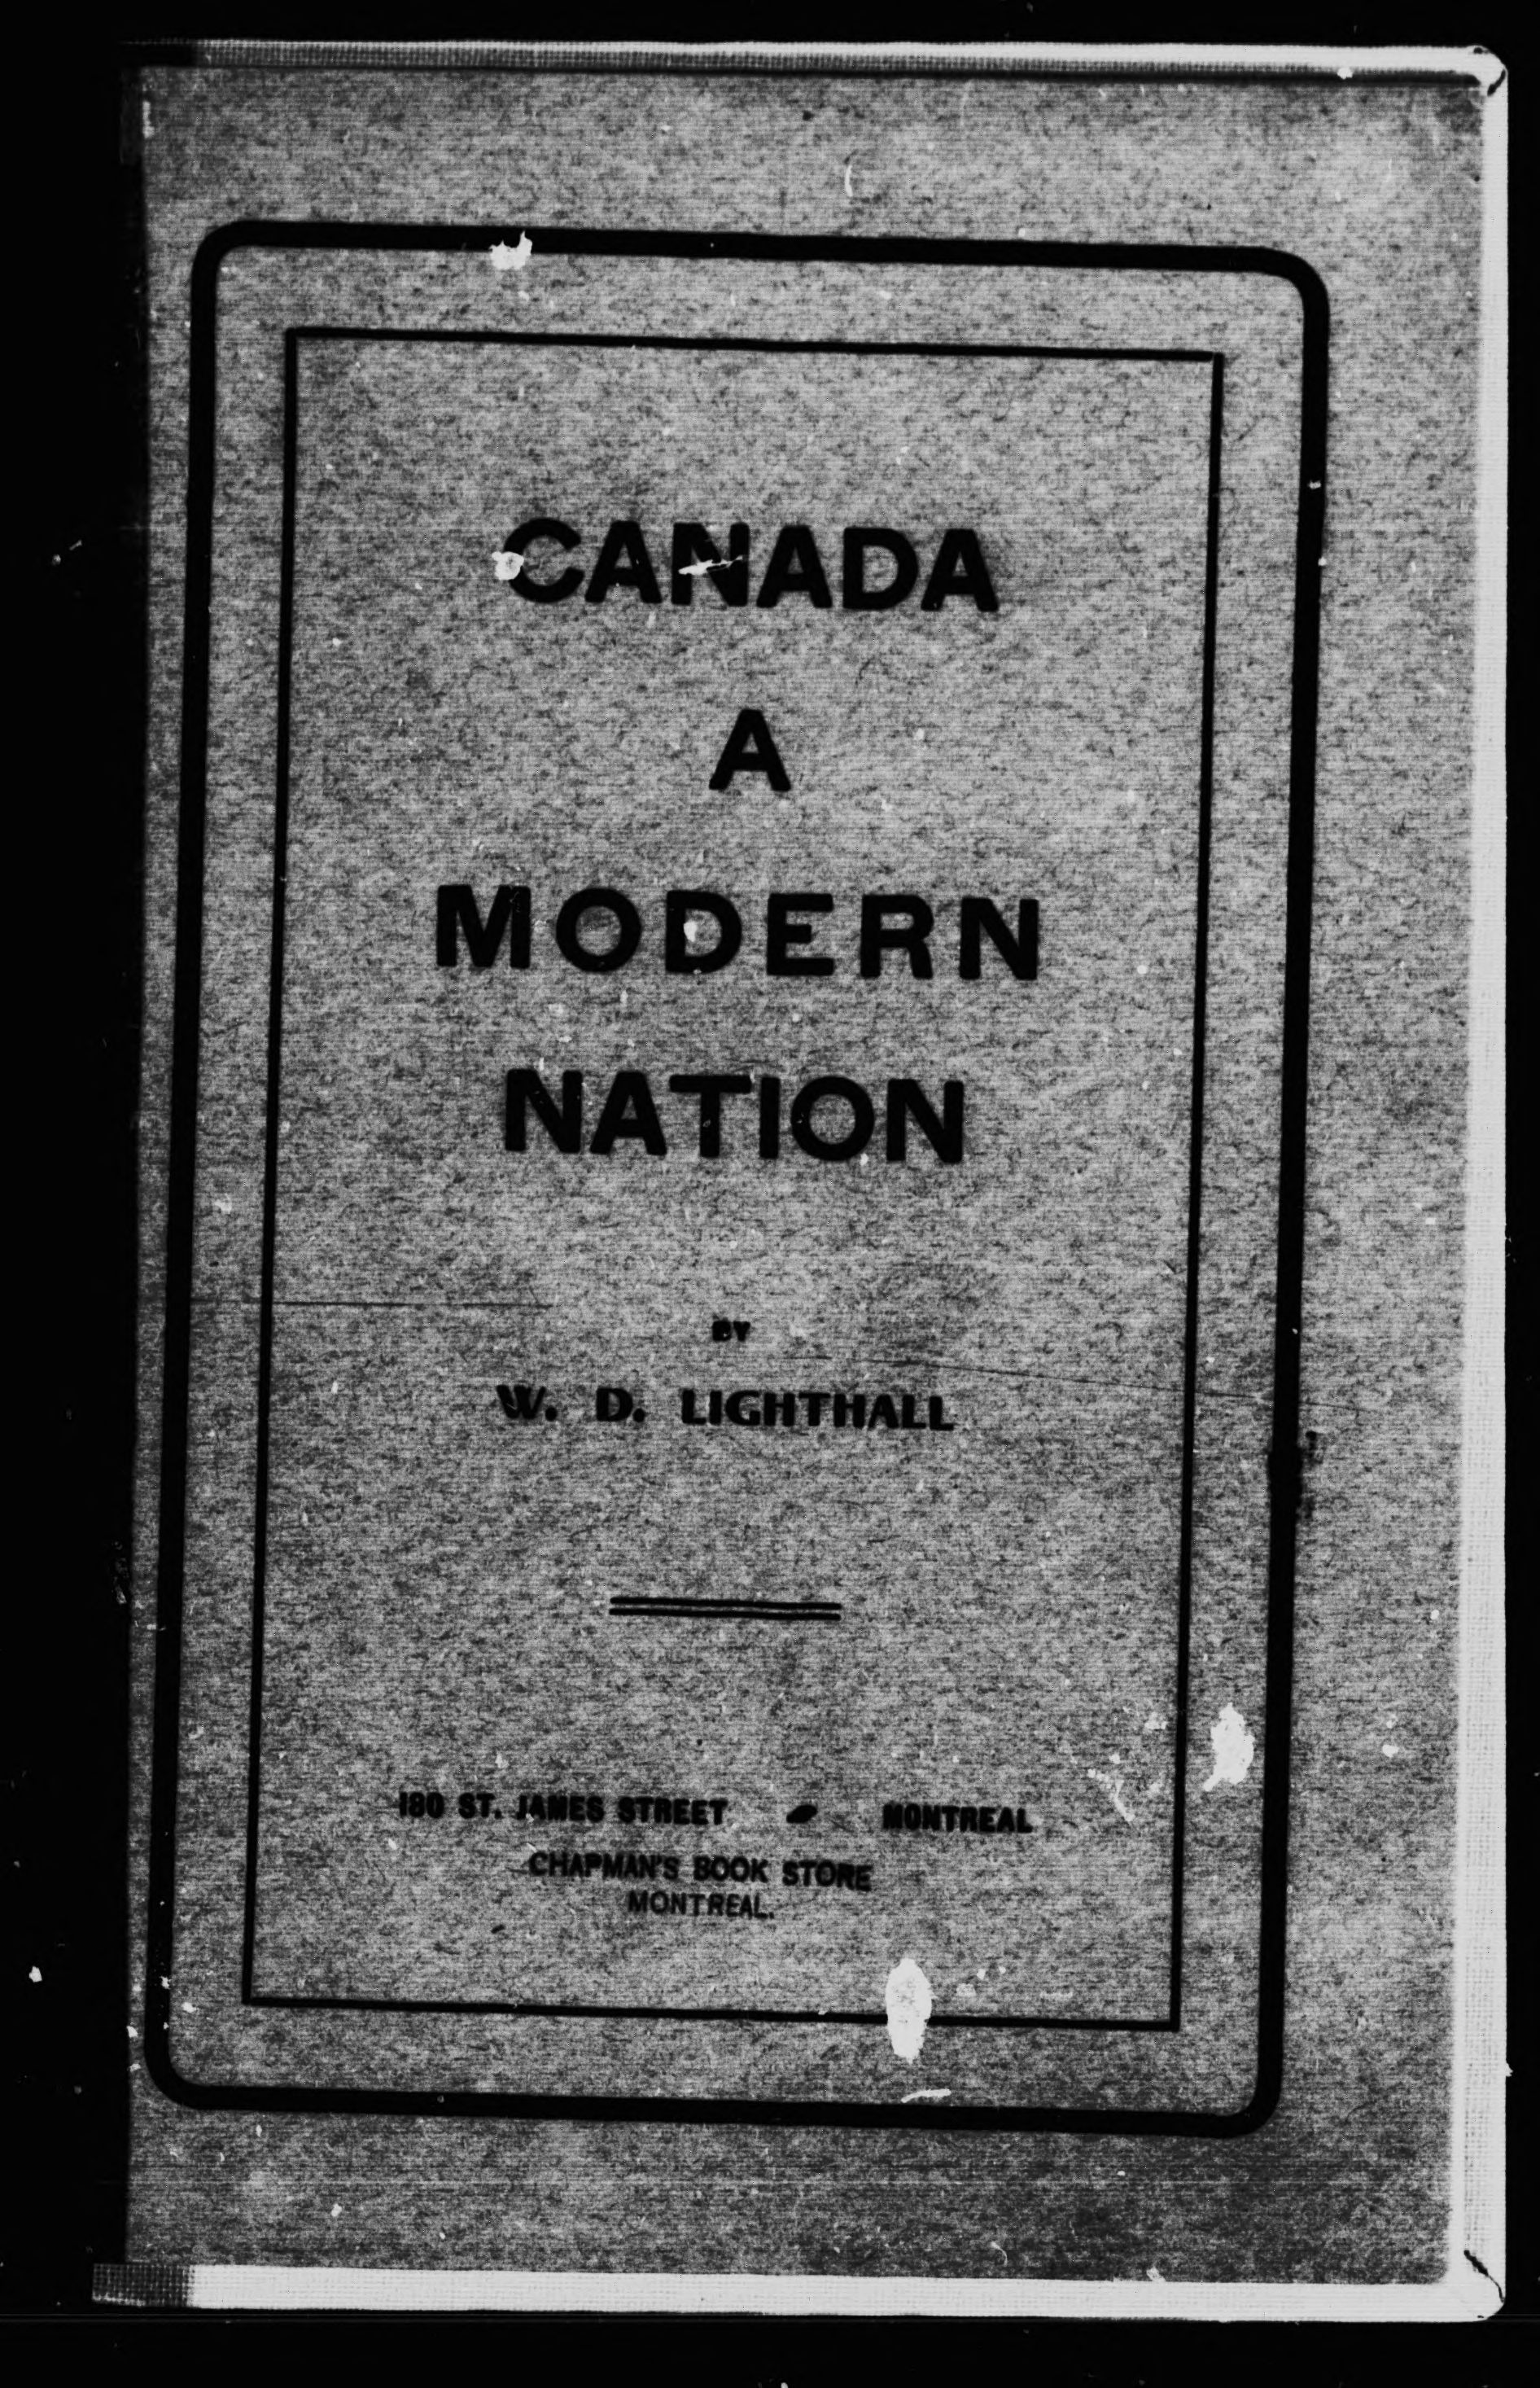 CANADA
A
MODERN
NATION
BY
W. D. LIGHTHALL
180 ST. JAMES STREET - MONTREAL
CHAPMAN'S BOOK STORE
MONTREAL.